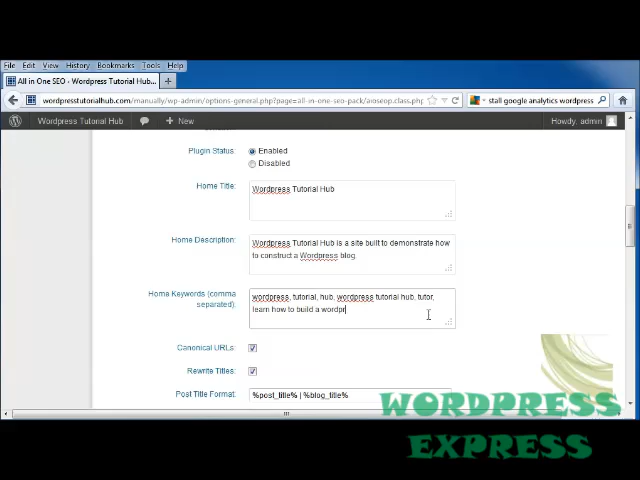 File Edit View History Bookmarks Tools Help
All in One SEO - Wordpress Tutorial Hub...
wordpresstutorialhub.com/manually/wp-admin/options-general.php?page=all-in-one-seo-pack/aioseop.class.php
stall google analytics wordpress
Wordpress Tutorial Hub + New Howdy, admin
Plugin Status: Enabled
Disabled
Home Title: Wordpress Tutorial Hub
Home Description: Wordpress Tutorial Hub is a site built to demonstrate how
to construct a Wordpress blog.
Home Keywords (comma separated): wordpress, tutorial, hub, wordpress tutorial hub, tutor,
learn how to build a wordpr
Canonical URLs:
Rewrite Titles:
Post Title Format: %post_title% | %blog_title%
WORDPRESS
EXPRESS